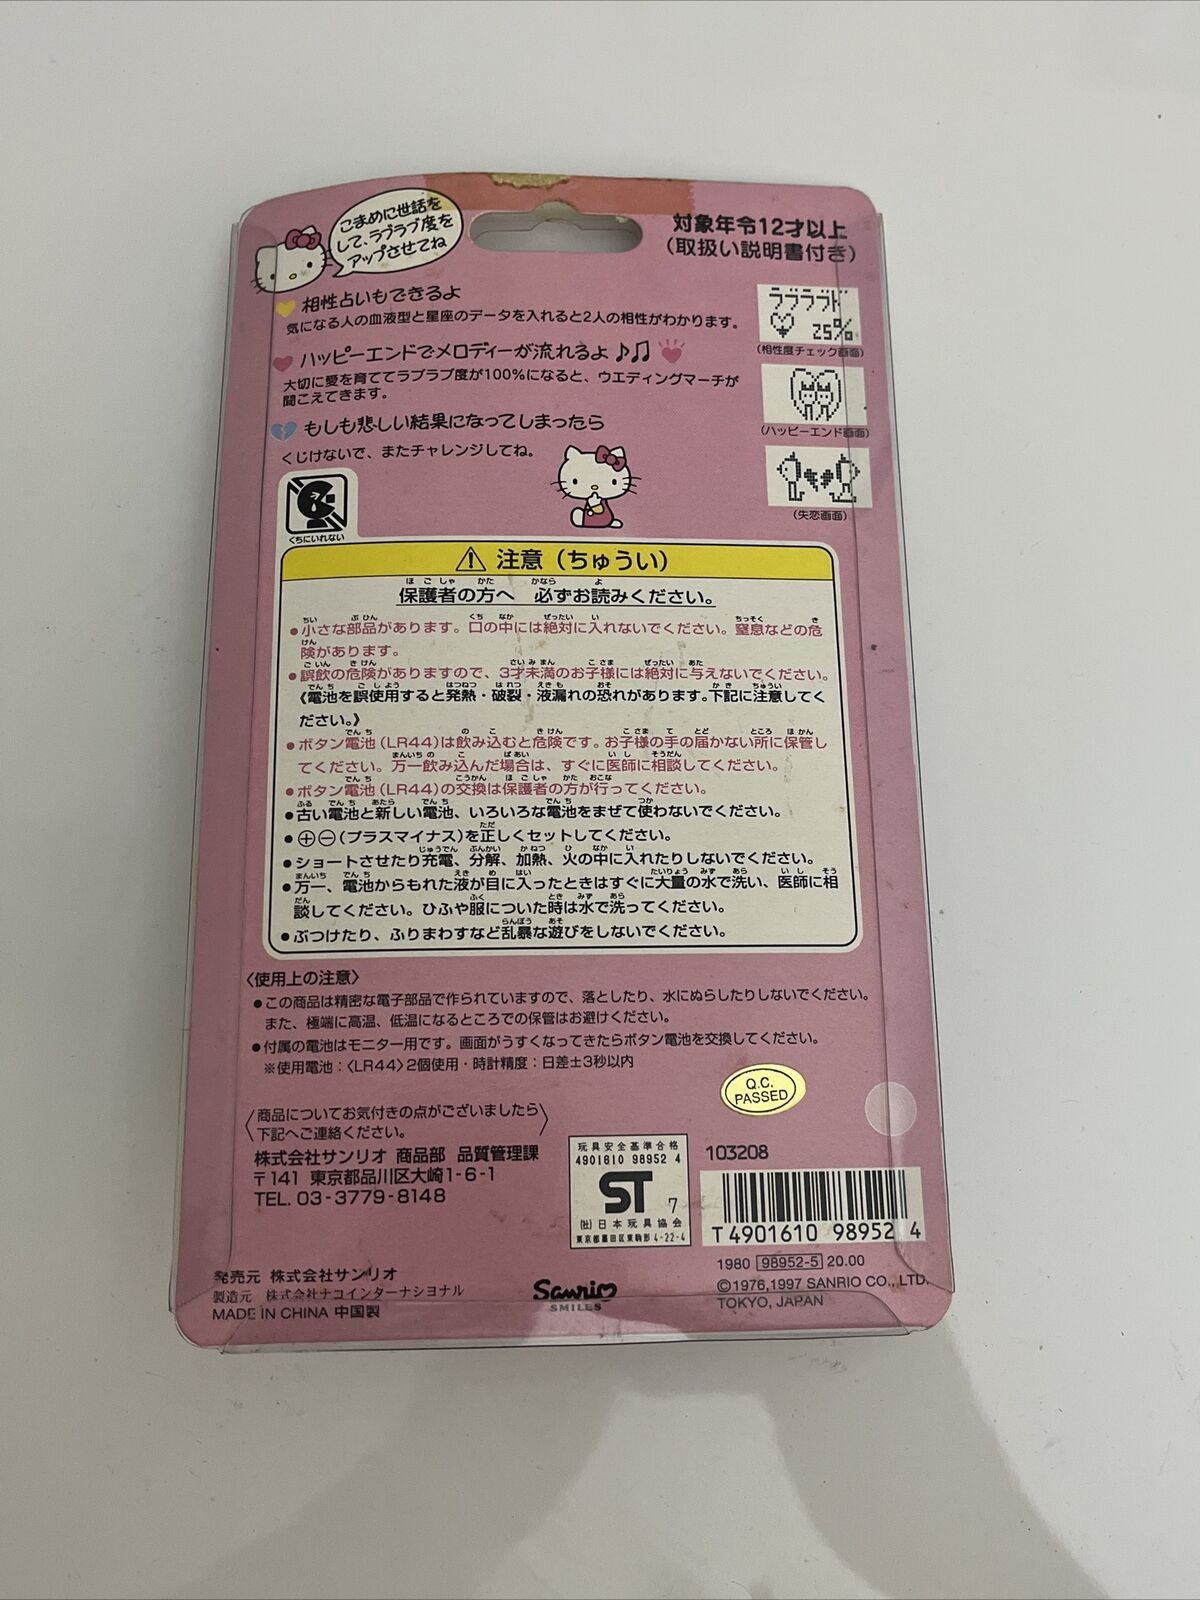 こまめに世話を
して、ラブラブ度を
アップさせてね
対象年令12才以上
(取扱い説明書付き)
相性占いもできるよ
気になる人の血液型と星座のデータを入れると2人の相性がわかります。
ラブラブド
25%
(相性度チェック画面)
ハッピーエンドでメロディーが流れるよ♪♫
大切に愛を育ててラブラブ度が100%になると、ウエディングマーチが
聞こえてきます。
(ハッピーエンド画面)
もしも悲しい結果になってしまったら
くじけないで、またチャレンジしてね。
(失恋画面)
くちにいれない
⚠ 注意(ちゅうい)
保護者の方へ 必ずお読みください。
●小さな部品があります。口の中には絶対に入れないでください。窒息などの危
険があります。
●誤飲の危険がありますので、3才未満のお子様には絶対に与えないでください。
《電池を誤使用すると発熱・破裂・液漏れの恐れがあります。下記に注意してく
ださい。》
●ボタン電池(LR44)は飲み込むと危険です。お子様の手の届かない所に保管し
てください。万一飲み込んだ場合は、すぐに医師に相談してください。
●ボタン電池(LR44)の交換は保護者の方が行ってください。
●古い電池と新しい電池、いろいろな電池をまぜて使わないでください。
●⊕⊖(プラスマイナス)を正しくセットしてください。
●ショートさせたり充電、分解、加熱、火の中に入れたりしないでください。
●万一、電池からもれた液が目に入ったときはすぐに大量の水で洗い、医師に相
談してください。ひふや服についた時は水で洗ってください。
●ぶつけたり、ふりまわすなど乱暴な遊びをしないでください。
〈使用上の注意〉
●この商品は精密な電子部品で作られていますので、落としたり、水にぬらしたりしないでください。
また、極端に高温、低温になるところでの保管はお避けください。
●付属の電池はモニター用です。画面がうすくなってきたらボタン電池を交換してください。
※使用電池:〈LR44〉2個使用・時計精度:日差±3秒以内
Q.C.
PASSED
商品についてお気付きの点がございましたら
下記へご連絡ください。
株式会社サンリオ 商品部 品質管理課
〒141 東京都品川区大崎1-6-1
TEL. 03-3779-8148
玩具安全基準合格
4901610 98952 4
ST 7
(社)日本玩具協会
東京都墨田区東駒形4-22-4
103208
T 4901610 98952 4
1980 98952-5 20.00
©1976,1997 SANRIO CO., LTD.
TOKYO, JAPAN
発売元 株式会社サンリオ
製造元 株式会社ナコインターナショナル
MADE IN CHINA 中国製
Sanrio
SMILES